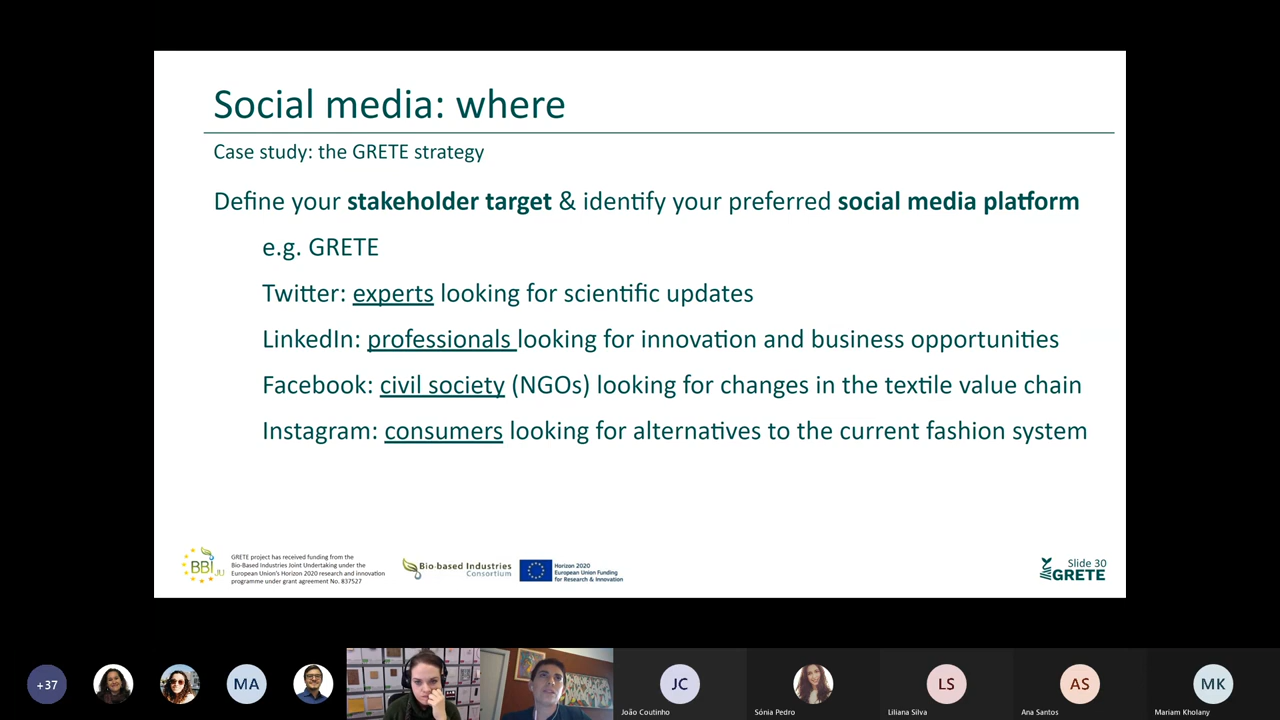 Social media: where
Case study: the GRETE strategy
Define your stakeholder target & identify your preferred social media platform
e.g. GRETE
Twitter: experts looking for scientific updates
LinkedIn: professionals looking for innovation and business opportunities
Facebook: civil society (NGOs) looking for changes in the textile value chain
Instagram: consumers looking for alternatives to the current fashion system
BBI JU
GRETE project has received funding from the
Bio-Based Industries Joint Undertaking under the
European Union's Horizon 2020 research and innovation
programme under grant agreement No. 837527
Bio-based Industries
Consortium
Horizon 2020
European Union Funding
for Research & Innovation
Slide 30
GRETE
+37
MA
JC
João Coutinho
Sónia Pedro
LS
Liliana Silva
AS
Ana Santos
MK
Mariam Kholany